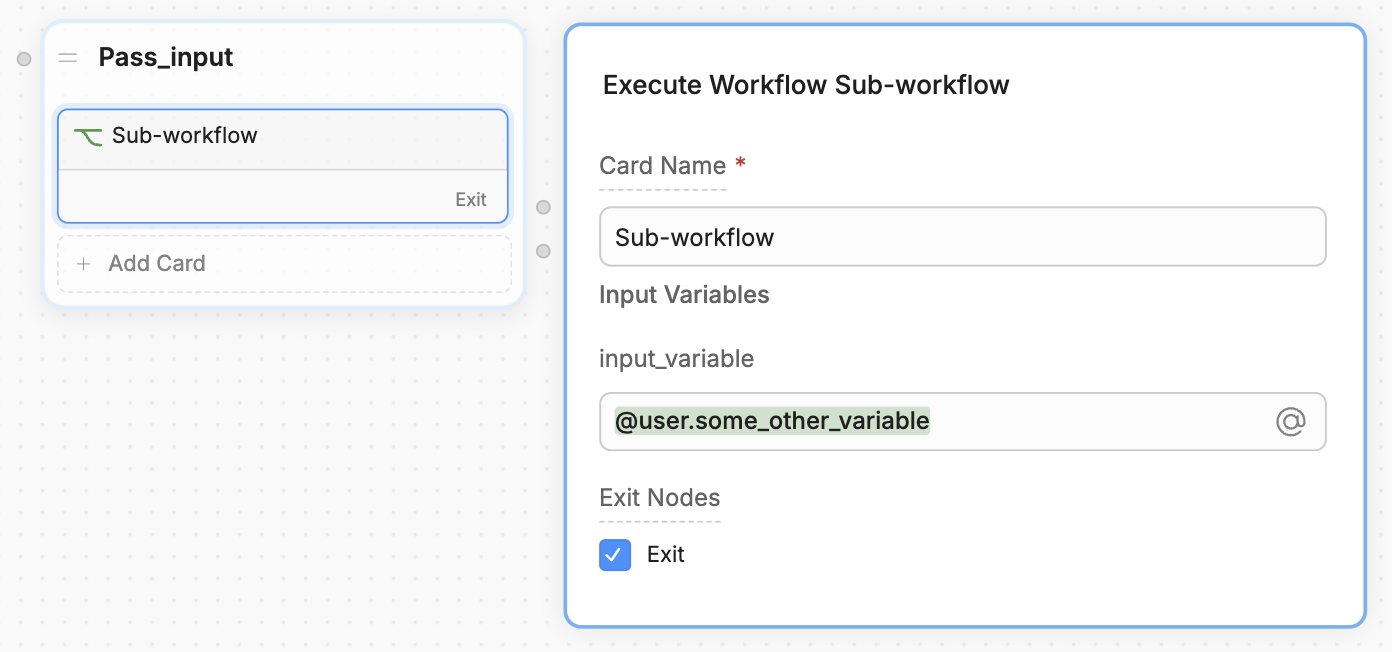 Pass_input
Sub-workflow
Exit
+ Add Card
Execute Workflow Sub-workflow
Card Name *
Sub-workflow
Input Variables
input_variable
@user.some_other_variable @
Exit Nodes
Exit